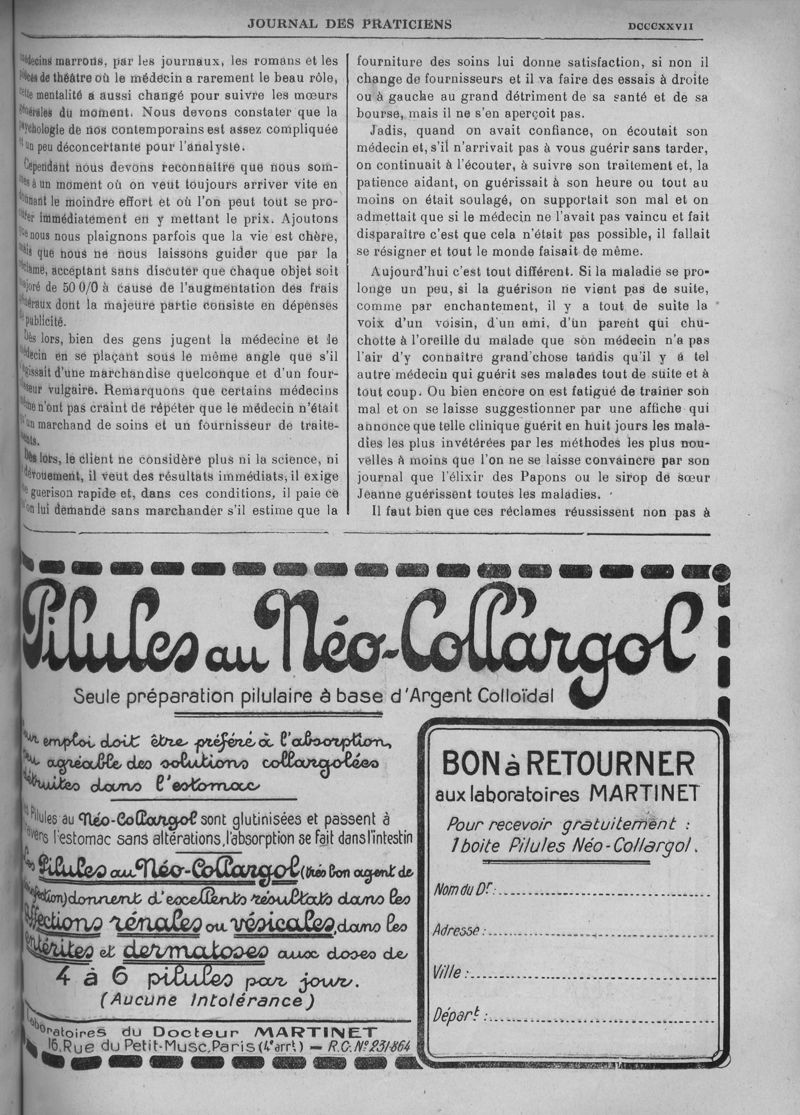 JOURNAL DES PRATICIENS
DCCCXXVII
médecins marrons, par les journaux, les romans et les
pièces de théâtre où le médecin a rarement le beau rôle,
cette mentalité a aussi changé pour suivre les mœurs
générales du moment. Nous devons constater que la
psychologie de nos contemporains est assez compliquée
et un peu déconcertante pour l'analyste.
Cependant nous devons reconnaître que nous som-
mes à un moment où on veut toujours arriver vite en
donnant le moindre effort et où l'on peut tout se pro-
curer immédiatement en y mettant le prix. Ajoutons
que nous nous plaignons parfois que la vie est chère,
mais que nous ne nous laissons guider que par la
réclame, acceptant sans discuter que chaque objet soit
majoré de 50 0/0 à cause de l'augmentation des frais
généraux dont la majeure partie consiste en dépenses
de publicité.
Dès lors, bien des gens jugent la médecine et le
médecin en se plaçant sous le même angle que s'il
s'agissait d'une marchandise quelconque et d'un four-
nisseur vulgaire. Remarquons que certains médecins
même n'ont pas craint de répéter que le médecin n'était
qu'un marchand de soins et un fournisseur de traite-
ments.
Dès lors, le client ne considère plus ni la science, ni
dévouement, il veut des résultats immédiats, il exige
guerison rapide et, dans ces conditions, il paie ce
qu'on lui demande sans marchander s'il estime que la
fourniture des soins lui donne satisfaction, si non il
change de fournisseurs et il va faire des essais à droite
ou à gauche au grand détriment de sa santé et de sa
bourse, mais il ne s'en aperçoit pas.
Jadis, quand on avait confiance, on écoutait son
médecin et, s'il n'arrivait pas à vous guérir sans tarder,
on continuait à l'écouter, à suivre son traitement et, la
patience aidant, on guérissait à son heure ou tout au
moins on était soulagé, on supportait son mal et on
admettait que si le médecin ne l'avait pas vaincu et fait
disparaître c'est que cela n'était pas possible, il fallait
se résigner et tout le monde faisait de même.
Aujourd'hui c'est tout différent. Si la maladie se pro-
longe un peu, si la guérison ne vient pas de suite,
comme par enchantement, il y a tout de suite la
voix d'un voisin, d'un ami, d'un parent qui chu-
chotte à l'oreille du malade que son médecin n'a pas
l'air d'y connaître grand'chose tandis qu'il y a tel
autre médecin qui guérit ses malades tout de suite et à
tout coup. Ou bien encore on est fatigué de traîner son
mal et on se laisse suggestionner par une affiche qui
annonce que telle clinique guérit en huit jours les mala-
dies les plus invétérées par les méthodes les plus nou-
velles à moins que l'on ne se laisse convaincre par son
journal que l'élixir des Papons ou le sirop de sœur
Jeanne guérissent toutes les maladies.
Il faut bien que ces réclames réussissent non pas à
Pilules au Néo-Collargol
Seule préparation pilulaire à base d'Argent Colloïdal
emploi doit être préféré à l'absorption,
agréable des solutions collargolées
détruites dans l'estomac
Pilules au Néo-Collargol sont glutinisées et passent à
travers l'estomac sans altérations, l'absorption se fait dans l'intestin
Les Pilules au Néo-Collargol (très bon agent de
désinfection) donnent d'excellents résultats dans les
affections rénales ou vésicales, dans les
entérites et dermatoses aux doses de
4 à 6 pilules par jour.
(Aucune Intolérance)
Laboratoires du Docteur MARTINET
16, Rue du Petit-Musc, Paris (4e arrt) — R.C. N° 231-864
BON à RETOURNER
aux laboratoires MARTINET
Pour recevoir gratuitement :
1 boite Pilules Néo-Collargol.
Nom du Dr :
Adresse :
Ville :
Départ :